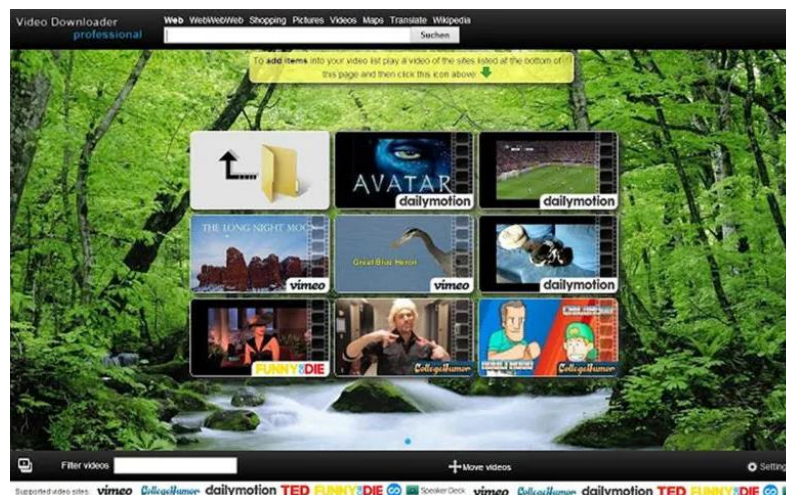 Video Downloader
professional
Web WebWebWeb Shopping Pictures Videos Maps Translate Wikipedia
Suchen
To add items into your video list play a video of the sites listed at the bottom of
this page and then click this icon above
AVATAR
dailymotion
dailymotion
THE LONG NIGHT MOON
vimeo
Great Blue Heron
vimeo
dailymotion
FUNNY OR DIE
CollegeHumor
CollegeHumor
Filter videos
Move videos
Setting
Supported video sites: vimeo CollegeHumor dailymotion TED FUNNY OR DIE Speaker Deck vimeo CollegeHumor dailymotion TED FUNNY OR DIE